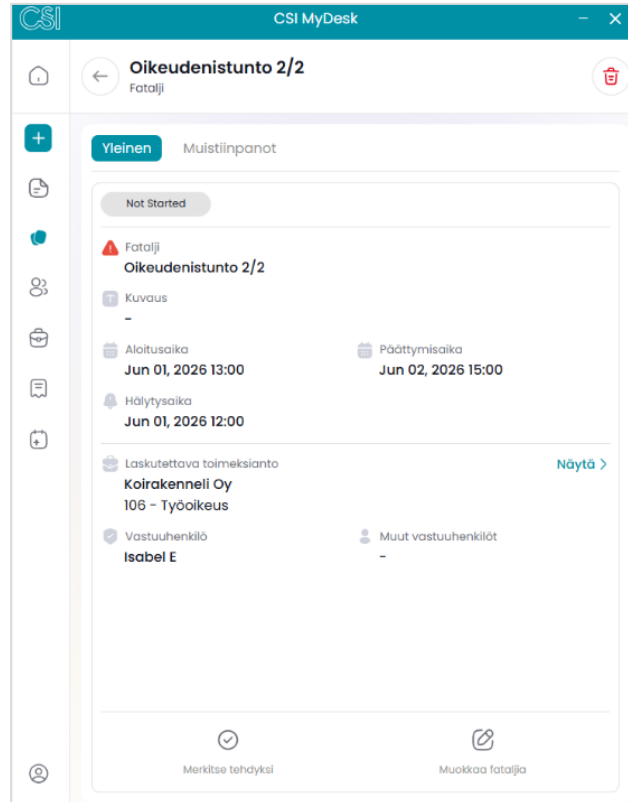 CSI
CSI MyDesk
Oikeudenistunto 2/2
Fatalji
Yleinen
Muistiinpanot
Not Started
Fatalji
Oikeudenistunto 2/2
Kuvaus
-
Aloitusaika
Jun 01, 2026 13:00
Päättymisaika
Jun 02, 2026 15:00
Hälytysaika
Jun 01, 2026 12:00
Laskutettava toimeksianto
Näytä >
Koirakenneli Oy
106 - Työoikeus
Vastuuhenkilö
Isabel E
Muut vastuuhenkilöt
-
Merkitse tehdyksi
Muokkaa fataljia